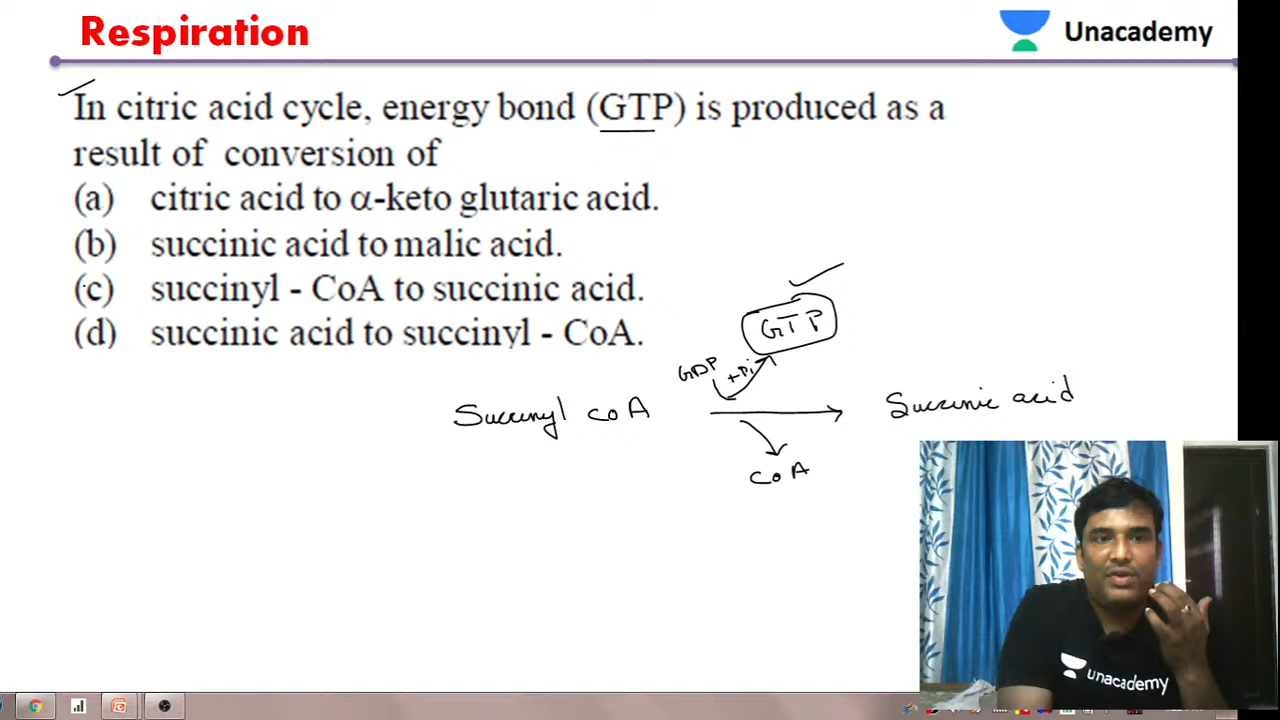 Respiration
Unacademy
In citric acid cycle, energy bond (GTP) is produced as a
result of conversion of
(a) citric acid to α-keto glutaric acid.
(b) succinic acid to malic acid.
(c) succinyl - CoA to succinic acid.
(d) succinic acid to succinyl - CoA.
GTP
GDP +Pi
Succinyl CoA
Succinic acid
CoA
unacademy